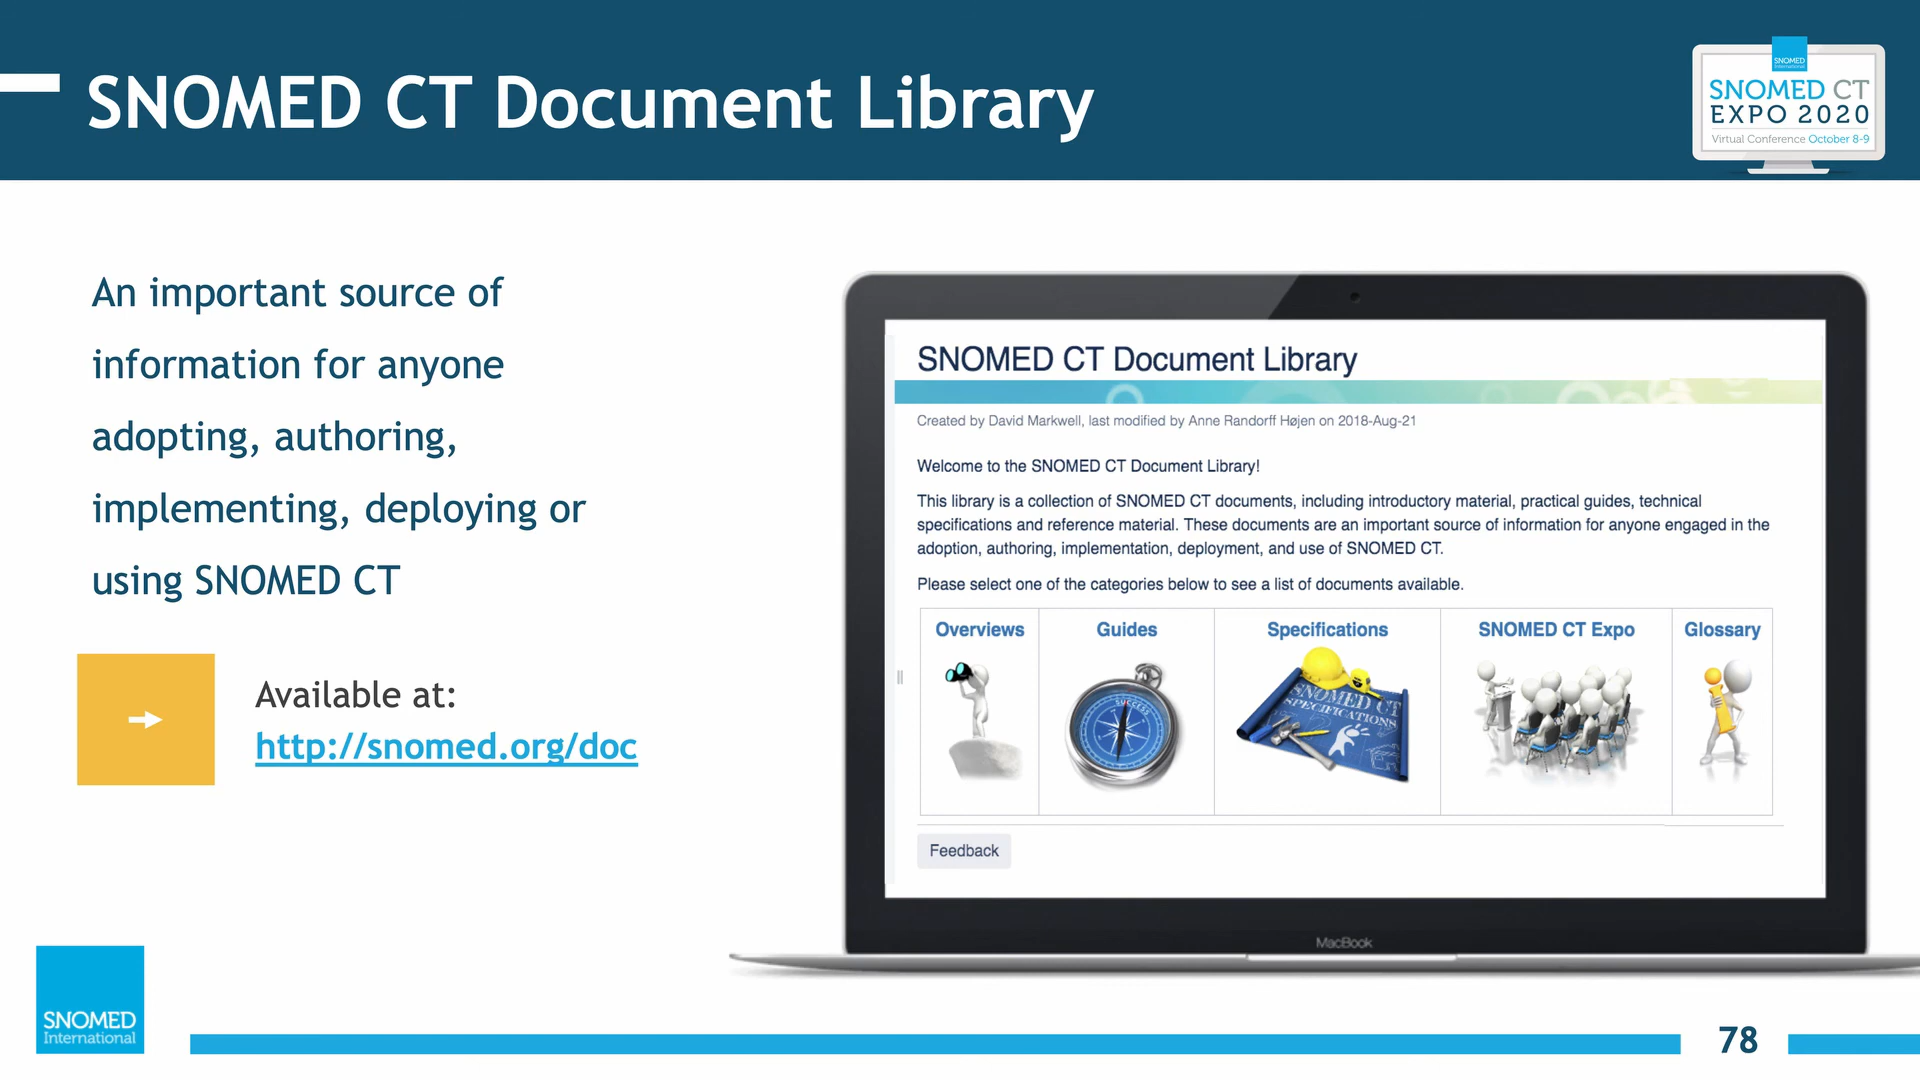 SNOMED CT Document Library
SNOMED
International
SNOMED CT
EXPO 2020
Virtual Conference October 8-9
An important source of
information for anyone
adopting, authoring,
implementing, deploying or
using SNOMED CT
Available at:
http://snomed.org/doc
SNOMED CT Document Library
Created by David Markwell, last modified by Anne Randorff Højen on 2018-Aug-21
Welcome to the SNOMED CT Document Library!
This library is a collection of SNOMED CT documents, including introductory material, practical guides, technical
specifications and reference material. These documents are an important source of information for anyone engaged in the
adoption, authoring, implementation, deployment, and use of SNOMED CT.
Please select one of the categories below to see a list of documents available.
Overviews Guides Specifications SNOMED CT Expo Glossary
SUCCESS
SNOMED CT
SPECIFICATIONS
Feedback
MacBook
SNOMED
International
78